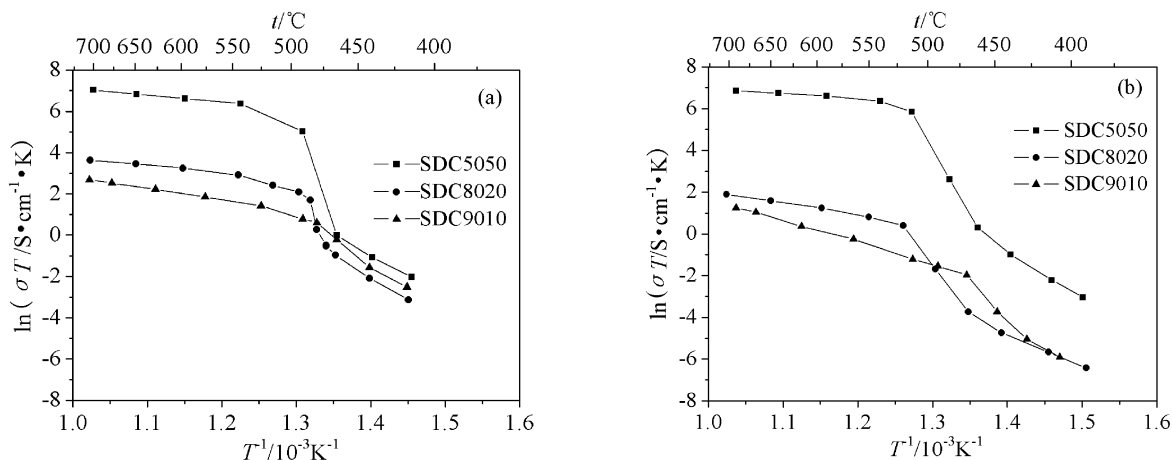 t/℃
700 650 600 550 500 450 400
8
6
4
2
0
-2
-4
-6
-8
ln(σT/S•cm⁻¹•K)
(a)
SDC5050
SDC8020
SDC9010
1.0 1.1 1.2 1.3 1.4 1.5 1.6
T⁻¹/10⁻³K⁻¹
t/℃
700 650 600 550 500 450 400
8
6
4
2
0
-2
-4
-6
-8
ln(σT/S•cm⁻¹•K)
(b)
SDC5050
SDC8020
SDC9010
1.0 1.1 1.2 1.3 1.4 1.5 1.6
T⁻¹/10⁻³K⁻¹